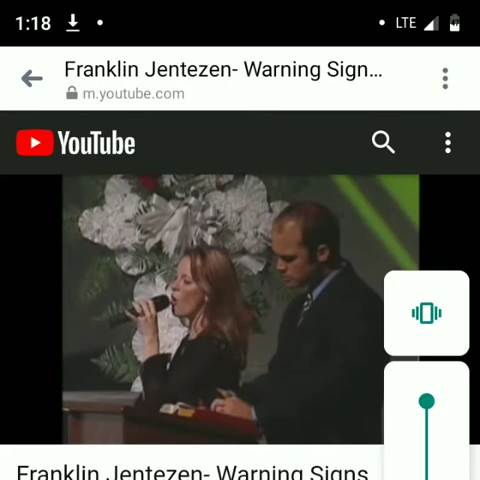 1:18 LTE
Franklin Jentezen- Warning Sign...
m.youtube.com
YouTube
Franklin Jentezen- Warning Signs